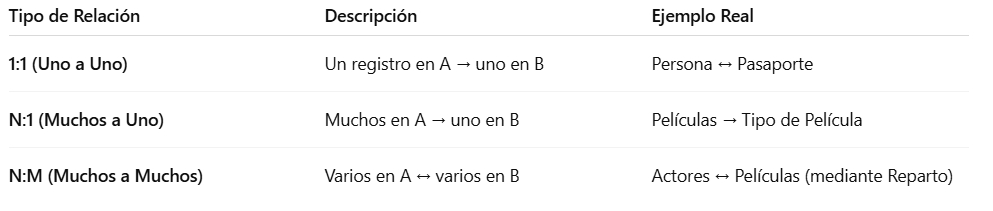 Tipo de Relación Descripción Ejemplo Real
1:1 (Uno a Uno) Un registro en A → uno en B Persona ↔ Pasaporte
N:1 (Muchos a Uno) Muchos en A → uno en B Películas → Tipo de Película
N:M (Muchos a Muchos) Varios en A ↔ varios en B Actores ↔ Películas (mediante Reparto)